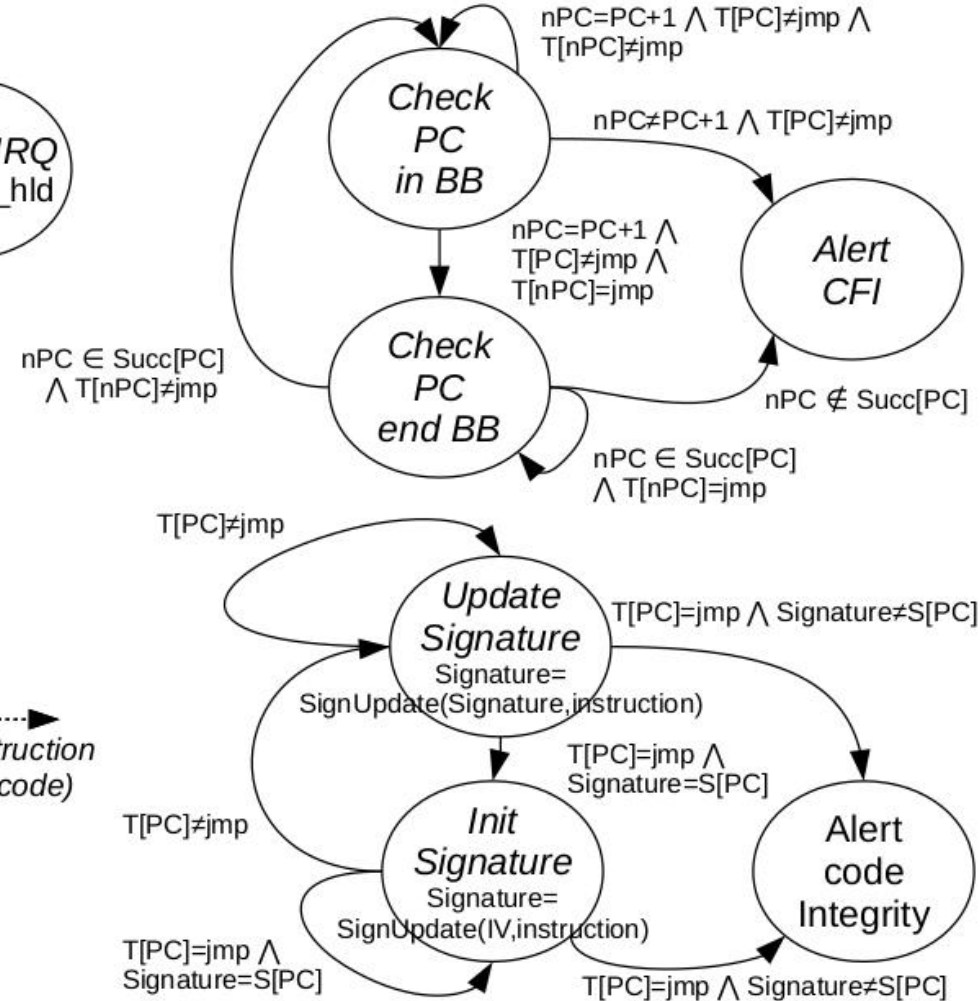 nPC=PC+1 ⋀ T[PC]≠jmp ⋀
T[nPC]≠jmp
Check
PC
in BB
nPC≠PC+1 ⋀ T[PC]≠jmp
RQ
_hld
nPC=PC+1 ⋀
T[PC]≠jmp ⋀
T[nPC]=jmp
Alert
CFI
nPC ∈ Succ[PC]
⋀ T[nPC]≠jmp
Check
PC
end BB
nPC ∉ Succ[PC]
nPC ∈ Succ[PC]
⋀ T[nPC]=jmp
T[PC]≠jmp
Update
Signature
Signature=
SignUpdate(Signature,instruction)
T[PC]=jmp ⋀ Signature≠S[PC]
truction
code)
T[PC]=jmp ⋀
Signature=S[PC]
T[PC]≠jmp
Init
Signature
Signature=
SignUpdate(IV,instruction)
Alert
code
Integrity
T[PC]=jmp ⋀
Signature=S[PC]
T[PC]=jmp ⋀ Signature≠S[PC]